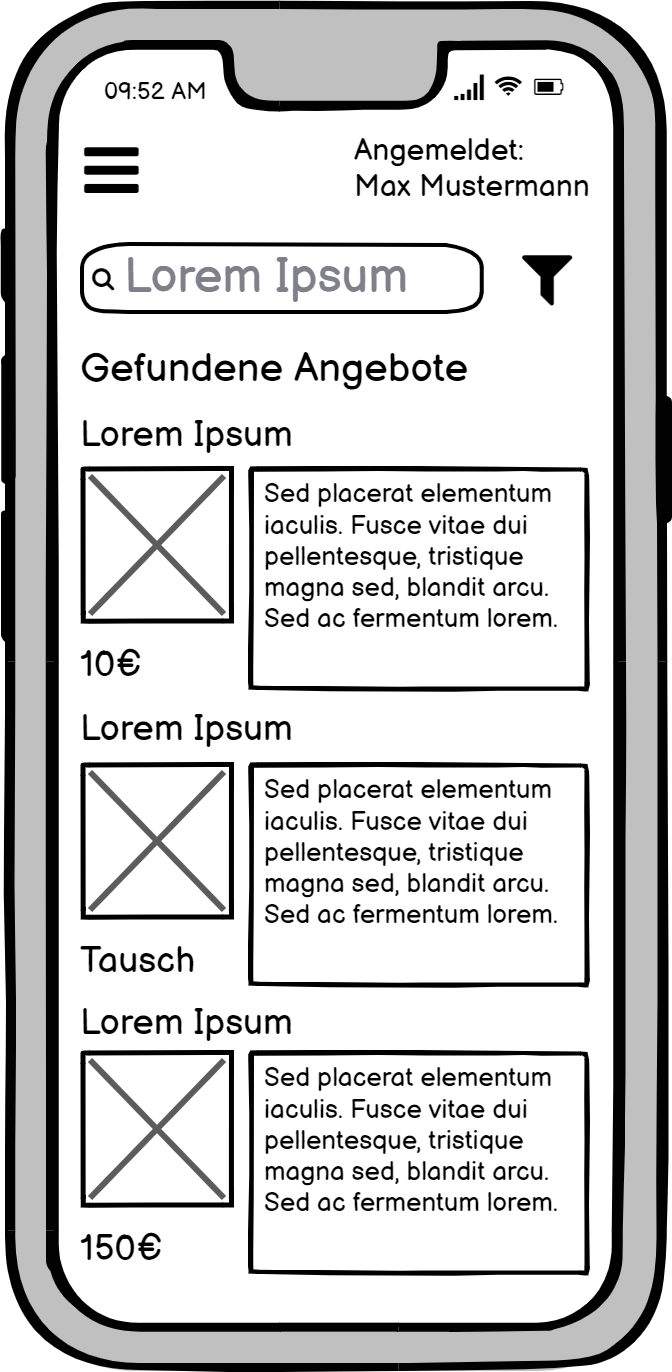 09:52 AM
Angemeldet:
Max Mustermann
Lorem Ipsum
Gefundene Angebote
Lorem Ipsum
Sed placerat elementum
iaculis. Fusce vitae dui
pellentesque, tristique
magna sed, blandit arcu.
Sed ac fermentum lorem.
10€
Lorem Ipsum
Sed placerat elementum
iaculis. Fusce vitae dui
pellentesque, tristique
magna sed, blandit arcu.
Sed ac fermentum lorem.
Tausch
Lorem Ipsum
Sed placerat elementum
iaculis. Fusce vitae dui
pellentesque, tristique
magna sed, blandit arcu.
Sed ac fermentum lorem.
150€